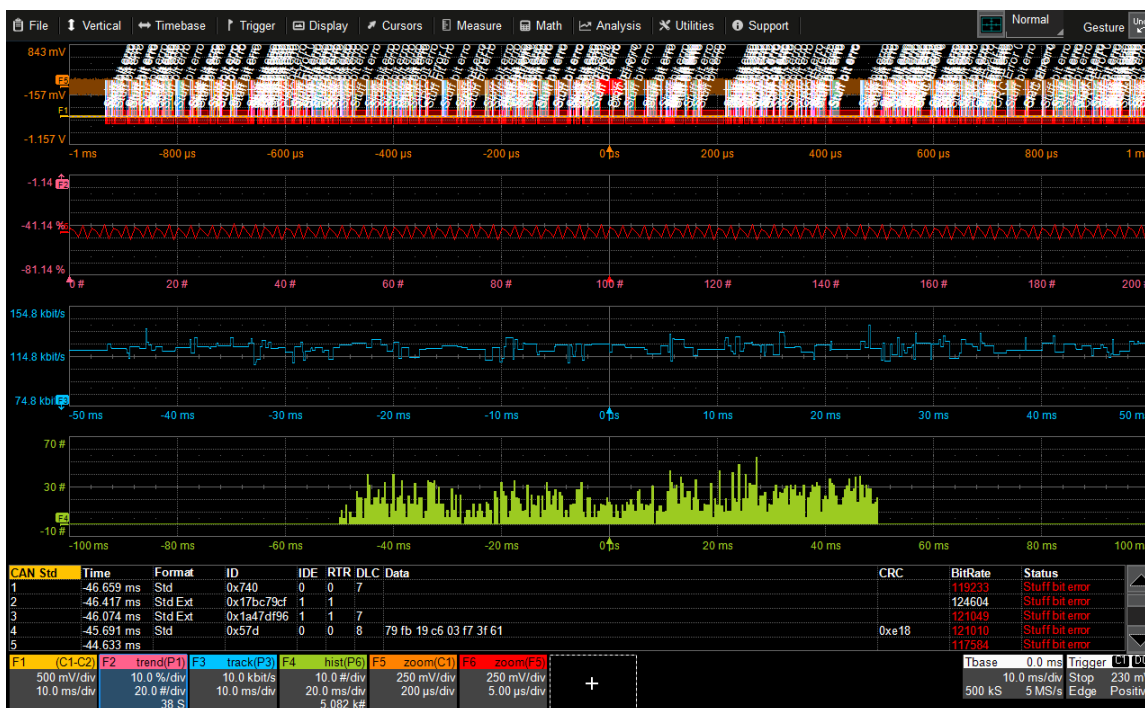 File Vertical Timebase Trigger Display Cursors Measure Math Analysis Utilities Support Normal Gesture
843 mV
F5
-157 mV
F1
-1.157 V
-1 ms -800 µs -600 µs -400 µs -200 µs 0 µs 200 µs 400 µs 600 µs 800 µs 1 m
-1.14 F2
-41.14 %
-81.14 %
0 # 20 # 40 # 60 # 80 # 100 # 120 # 140 # 160 # 180 # 200
154.8 kbit/s
114.8 kbit/s
74.8 kbit F3
-50 ms -40 ms -30 ms -20 ms -10 ms 0 µs 10 ms 20 ms 30 ms 40 ms 50 m
70 #
30 #
F4
-10 #
-100 ms -80 ms -60 ms -40 ms -20 ms 0 µs 20 ms 40 ms 60 ms 80 ms 100 m
CAN Std Time Format ID IDE RTR DLC Data CRC BitRate Status
1 -46.659 ms Std 0x740 0 0 7 119233 Stuff bit error
2 -46.417 ms Std Ext 0x17bc79cf 1 1 124604 Stuff bit error
3 -46.074 ms Std Ext 0x1a47df96 1 1 7 121049 Stuff bit error
4 -45.691 ms Std 0x57d 0 0 8 79 fb 19 c6 03 f7 3f 61 0xe18 121010 Stuff bit error
5 -44.633 ms 117584 Stuff bit error
F1 (C1-C2) F2 trend(P1) F3 track(P3) F4 hist(P6) F5 zoom(C1) F6 zoom(F5) Tbase 0.0 ms Trigger C1 DC
500 mV/div 10.0 %/div 10.0 kbit/s 10.0 #/div 250 mV/div 250 mV/div 10.0 ms/div Stop 230 m
10.0 ms/div 20.0 #/div 10.0 ms/div 20.0 ms/div 200 µs/div 5.00 µs/div + 500 kS 5 MS/s Edge Positiv
38 S 5.082 k#